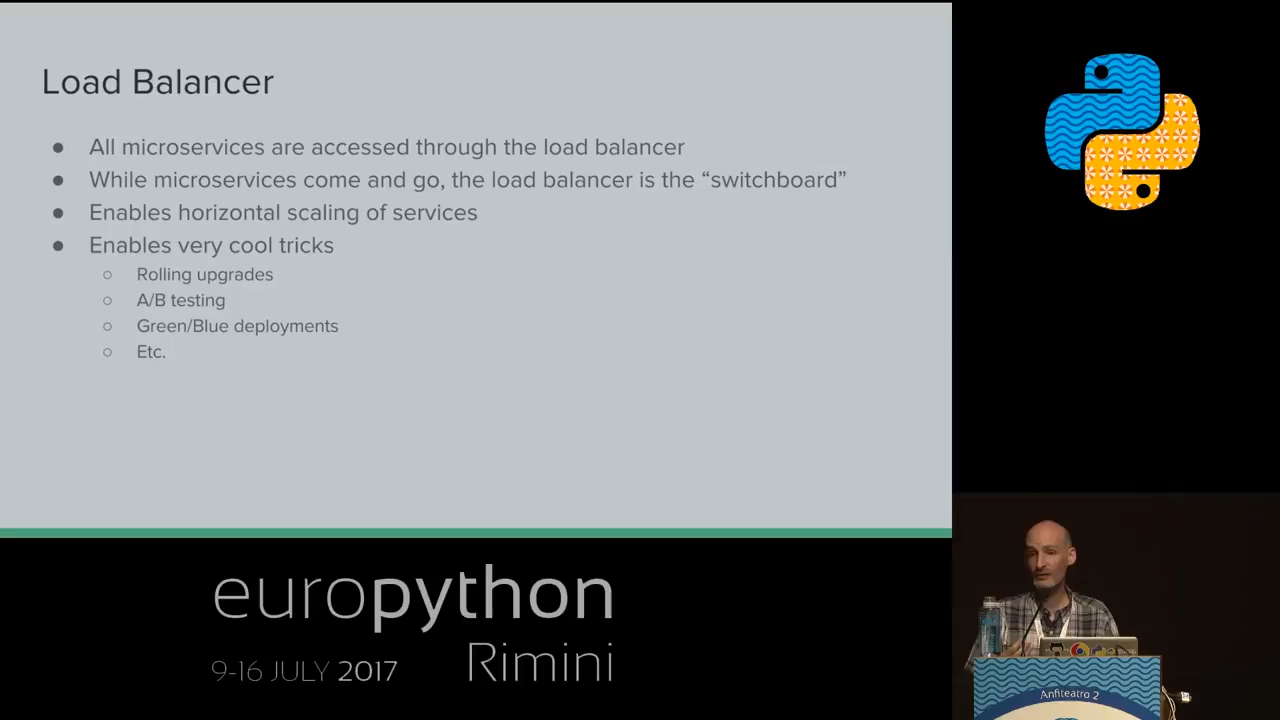 Load Balancer
● All microservices are accessed through the load balancer
● While microservices come and go, the load balancer is the “switchboard”
● Enables horizontal scaling of services
● Enables very cool tricks
○ Rolling upgrades
○ A/B testing
○ Green/Blue deployments
○ Etc.
europython
9-16 JULY 2017 Rimini
Anfiteatro 2